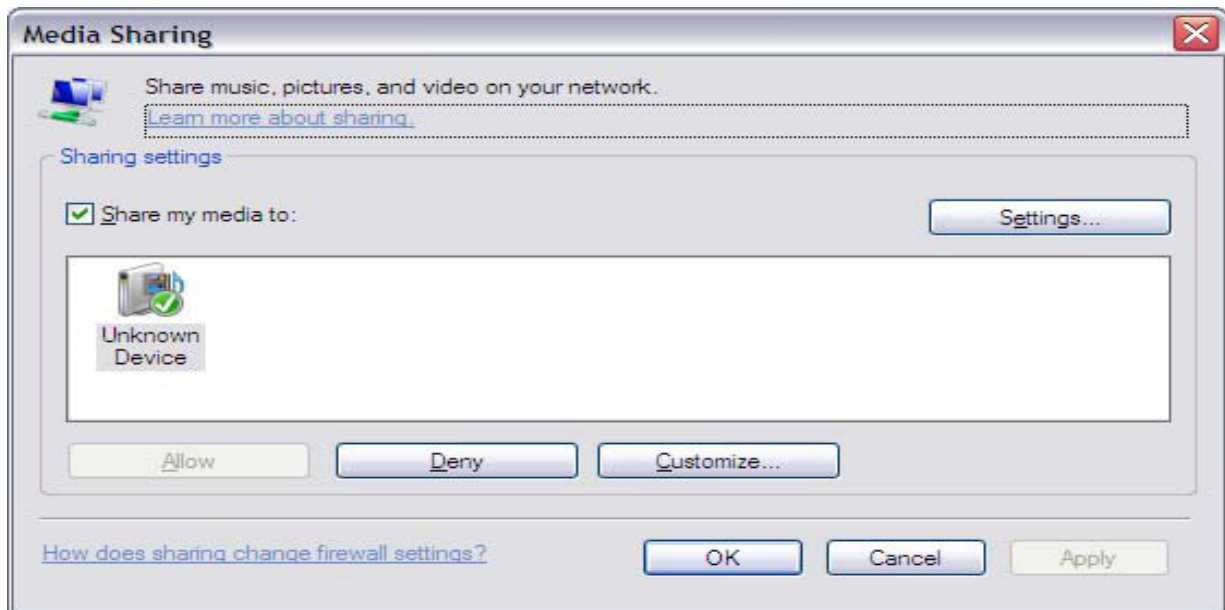 Media Sharing
Share music, pictures, and video on your network.
Learn more about sharing.
Sharing settings
Share my media to:
Settings...
Unknown
Device
Allow
Deny
Customize...
How does sharing change firewall settings?
OK
Cancel
Apply